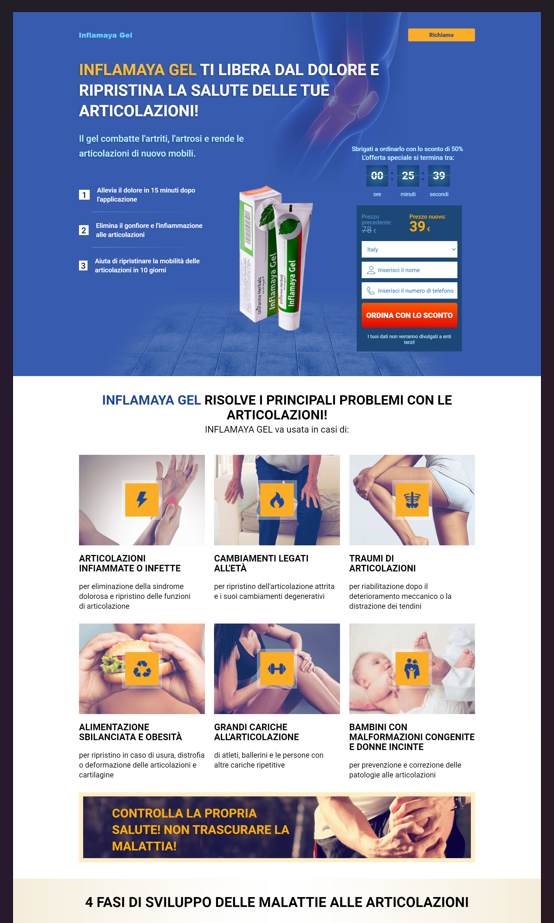 Inflamaya Gel
Richiamo
INFLAMAYA GEL TI LIBERA DAL DOLORE E
RIPRISTINA LA SALUTE DELLE TUE
ARTICOLAZIONI!
Il gel combatte l'artriti, l'artrosi e rende le
articolazioni di nuovo mobili.
1
Allevia il dolore in 15 minuti dopo
l'applicazione
2
Elimina il gonfiore e l'infiammazione
alle articolazioni
3
Aiuta di ripristinare la mobilità delle
articolazioni in 10 giorni
Inflamaya Gel
Inflamaya Gel
Sbrigati a ordinarlo con lo sconto di 50%
L'offerta speciale si termina tra:
00 : 25 : 39
ore minuti secondi
Prezzo
precedente:
78 €
Prezzo nuovo:
39 €
Italy
Inserisci il nome
Inserisci il numero di telefono
ORDINA CON LO SCONTO
I tuoi dati non verranno divulgati a enti
terzi!
INFLAMAYA GEL RISOLVE I PRINCIPALI PROBLEMI CON LE
ARTICOLAZIONI!
INFLAMAYA GEL va usata in casi di:
ARTICOLAZIONI
INFIAMMATE O INFETTE
per eliminazione della sindrome
dolorosa e ripristino delle funzioni
di articolazione
CAMBIAMENTI LEGATI
ALL'ETÀ
per ripristino dell'articolazione attrita
e i suoi cambiamenti degenerativi
TRAUMI DI
ARTICOLAZIONI
per riabilitazione dopo il
deterioramento meccanico o la
distrazione dei tendini
ALIMENTAZIONE
SBILANCIATA E OBESITÀ
per ripristino in caso di usura, distrofia
o deformazione delle articolazioni e
cartilagine
GRANDI CARICHE
ALL'ARTICOLAZIONE
di atleti, ballerini e le persone con
altre cariche ripetitive
BAMBINI CON
MALFORMAZIONI CONGENITE
E DONNE INCINTE
per prevenzione e correzione delle
patologie alle articolazioni
CONTROLLA LA PROPRIA
SALUTE! NON TRASCURARE LA
MALATTIA!
4 FASI DI SVILUPPO DELLE MALATTIE ALLE ARTICOLAZIONI